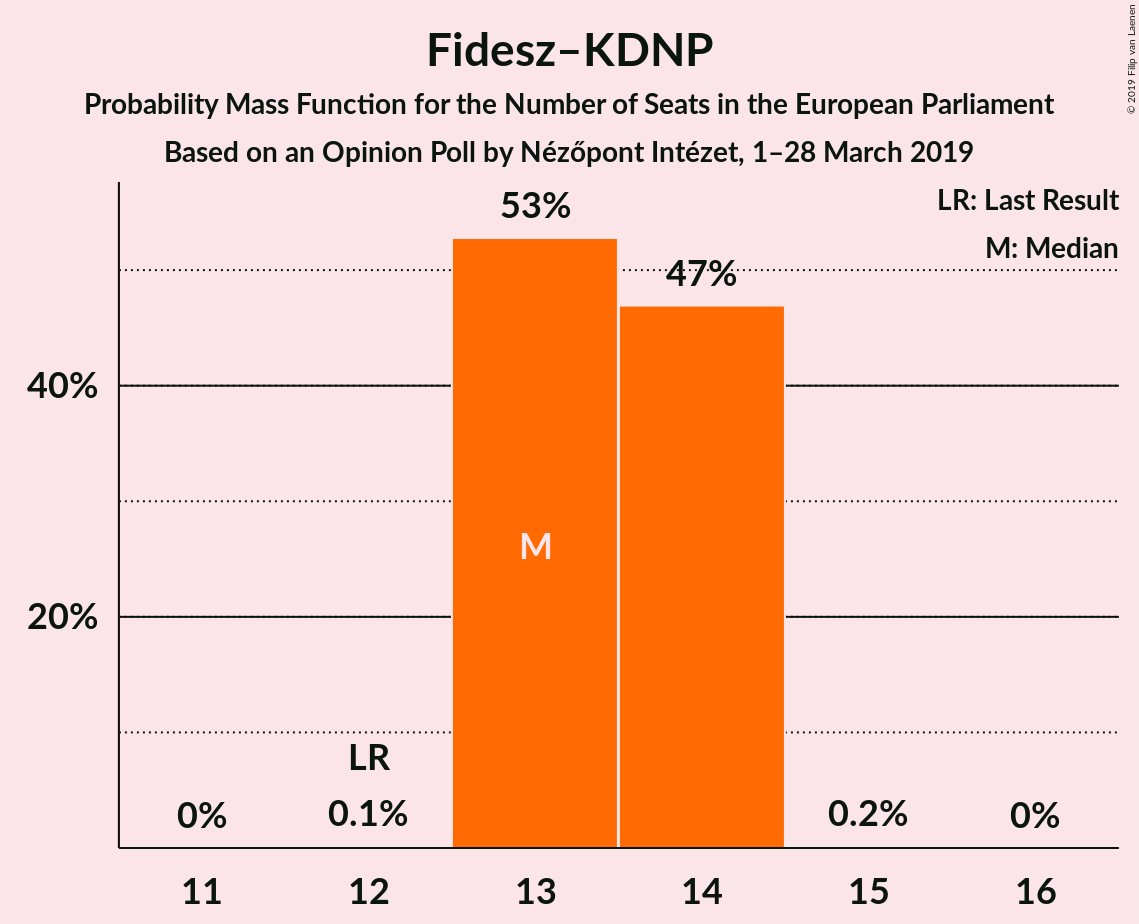 Fidesz–KDNP
Probability Mass Function for the Number of Seats in the European Parliament
Based on an Opinion Poll by Nézőpont Intézet, 1–28 March 2019
© 2019 Filip van Laenen
LR: Last Result
M: Median
53%
47%
40%
M
20%
LR
0%
0.1%
0.2%
0%
11
12
13
14
15
16